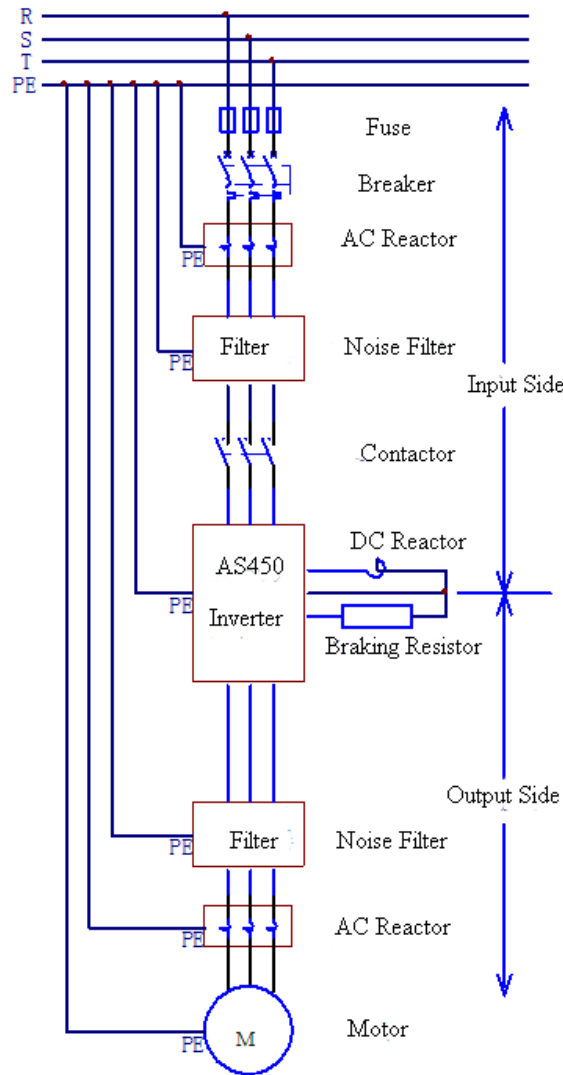 R
S
T
PE
Fuse
Breaker
AC Reactor
PE
Filter
Noise Filter
PE
Input Side
Contactor
DC Reactor
AS450
PE
Inverter
Braking Resistor
Output Side
Filter
Noise Filter
PE
AC Reactor
PE
M
Motor
PE